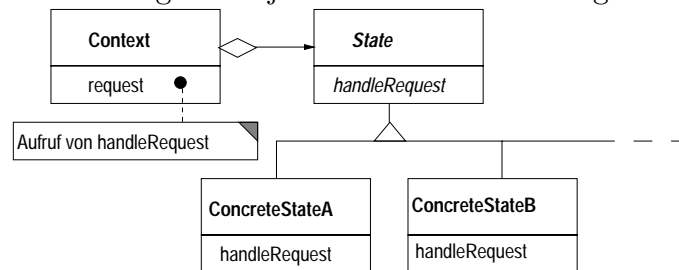 Context
State
request
handleRequest
Aufruf von handleRequest
ConcreteStateA
ConcreteStateB
handleRequest
handleRequest